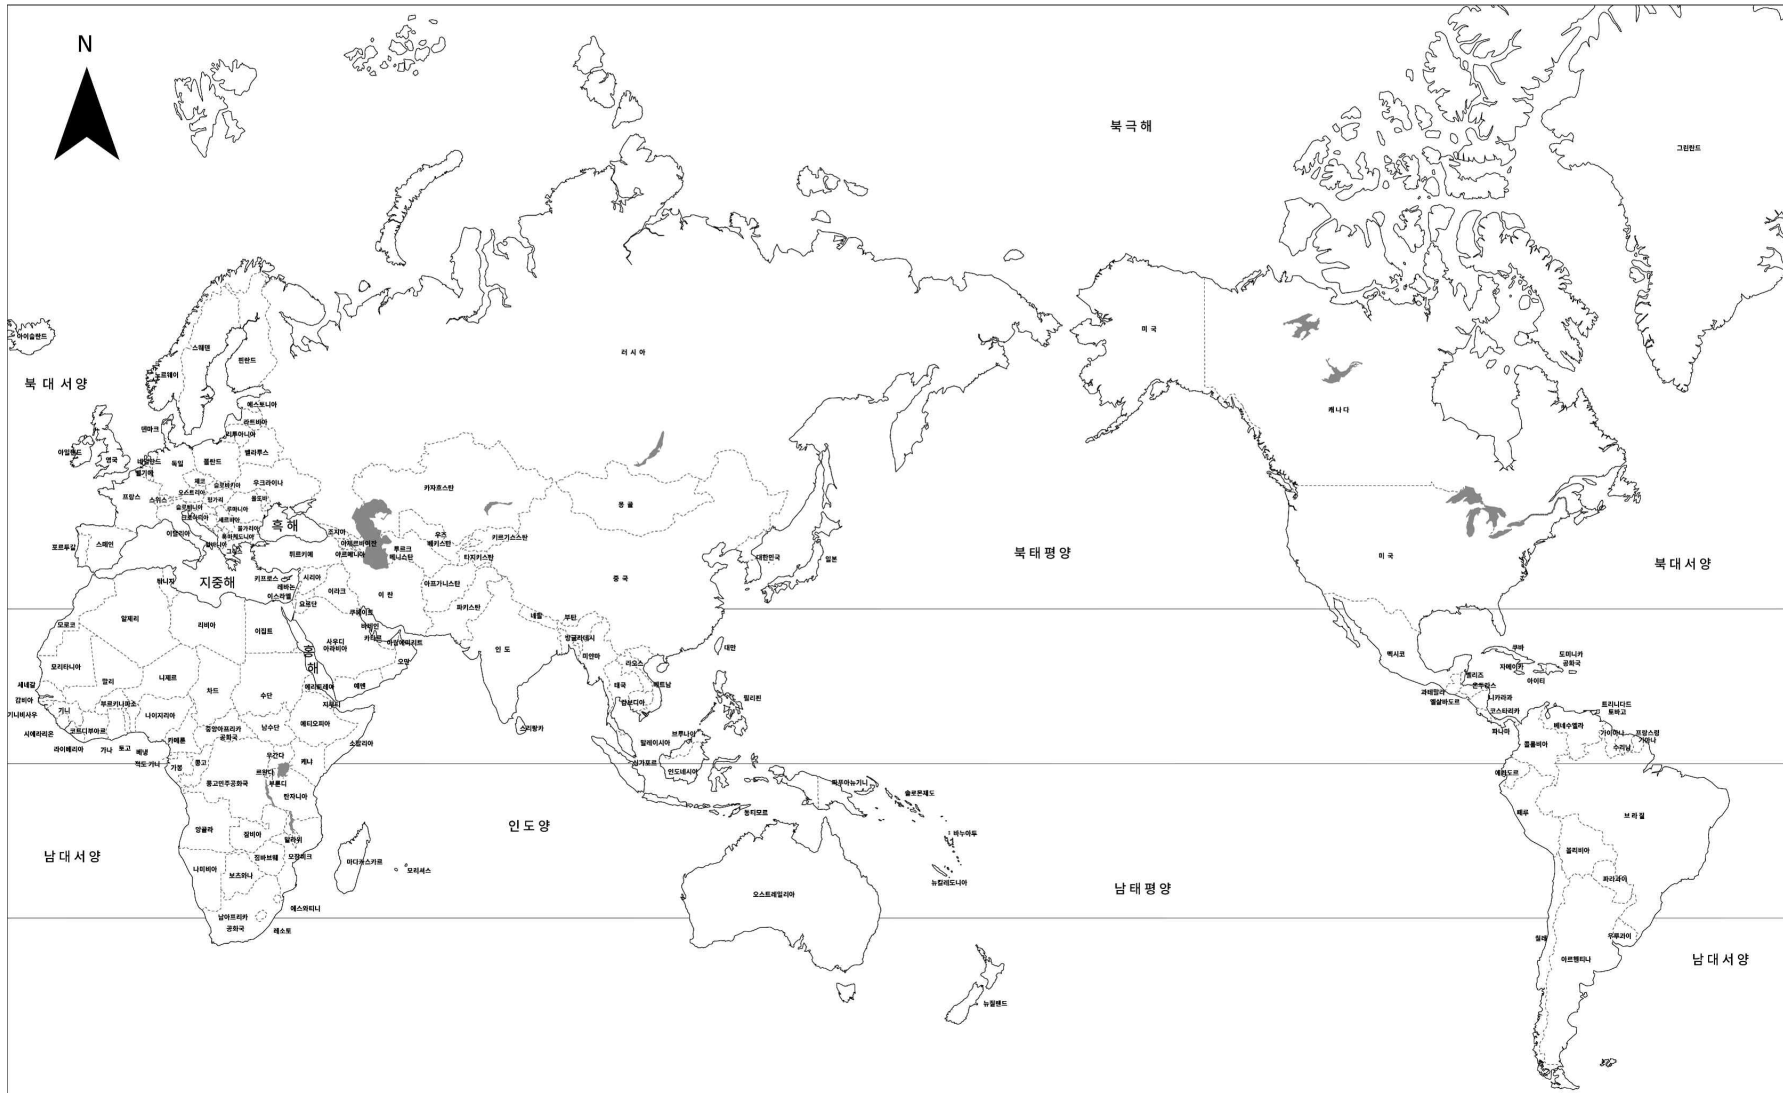 N
북극해
그린란드
아이슬란드
스웨덴
핀란드
노르웨이
러 시 아
미 국
캐 나 다
북 대 서양
에스토니아
라트비아
리투아니아
덴마크
아일랜드
영국
네덜란드
벨기에
독일
폴란드
벨라루스
체코
슬로바키아
우크라이나
오스트리아
헝가리
몰도바
프랑스
스위스
슬로베니아
크로아티아
루마니아
세르비아
불가리아
북마케도니아
알바니아
그리스
이탈리아
스페인
포르투갈
흑 해
조지아
아제르바이잔
아르메니아
튀르키예
카자흐스탄
우즈
베키스탄
투르크
메니스탄
키르기스스탄
타지키스탄
몽 골
중 국
대한민국
일본
북태평양
미 국
북대서양
지중해
튀니지
키프로스
레바논
이스라엘
시리아
요르단
이라크
이 란
쿠웨이트
바레인
카타르
아랍에미리트
아프가니스탄
파키스탄
네팔
부탄
방글라데시
인 도
미얀마
라오스
태국
베트남
캄보디아
대만
필리핀
모로코
알제리
리비아
이집트
홍
해
사우디
아라비아
오만
예멘
모리타니아
말리
니제르
차드
수단
에리트레아
지부티
세네갈
감비아
기니비사우
기니
시에라리온
라이베리아
코트디부아르
부르키나파소
가나
토고
베냉
나이지리아
카메룬
적도 기니
중앙아프리카
공화국
남수단
에티오피아
소말리아
가봉
콩고
콩고민주공화국
우간다
케냐
르완다
부룬디
탄자니아
스리랑카
말레이시아
브루나이
싱가포르
인도네시아
동티모르
파푸아뉴기니
솔로몬제도
바누아투
뉴칼레도니아
인도양
남대서양
앙골라
잠비아
말라위
모잠비크
짐바브웨
나미비아
보츠와나
마다가스카르
모리셔스
남아프리카
공화국
에스와티니
레소토
오스트레일리아
뉴질랜드
남태평양
멕시코
쿠바
자메이카
아이티
도미니카
공화국
벨리즈
온두라스
과테말라
엘살바도르
니카라과
코스타리카
파나마
트리니다드
토바고
베네수엘라
콜롬비아
가이아나
수리남
프랑스령
기아나
에콰도르
페루
브 라 질
볼리비아
파라과이
칠레
우루과이
아르헨티나
남대서양